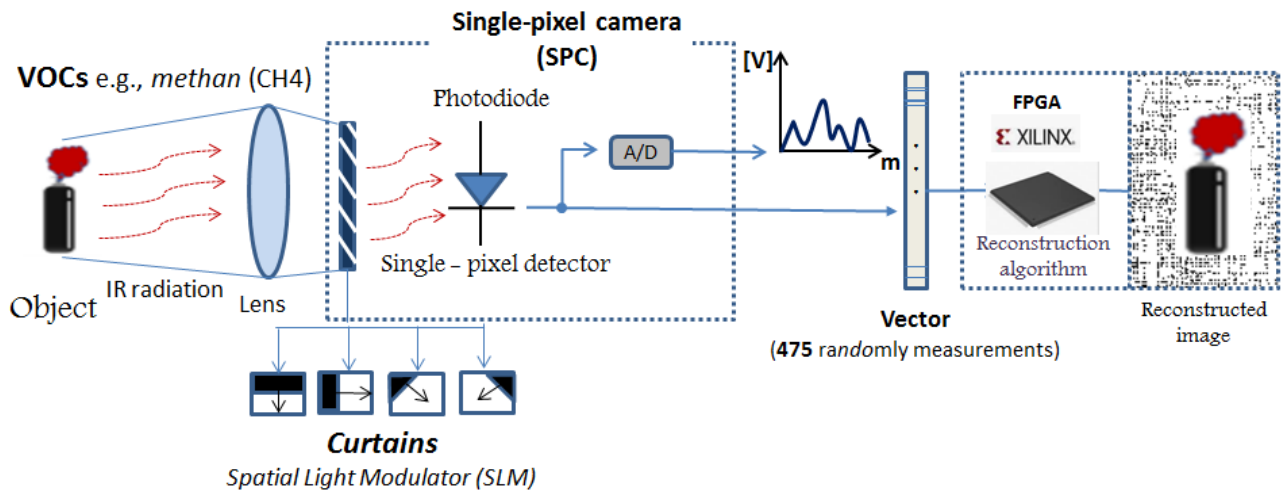 Single-pixel camera
(SPC)
VOCs e.g., methan (CH4)
Photodiode
A/D
[V]
m
FPGA
XILINX.
Reconstruction
algorithm
Single – pixel detector
Object
IR radiation
Lens
Vector
(475 randomly measurements)
Reconstructed
image
Curtains
Spatial Light Modulator (SLM)